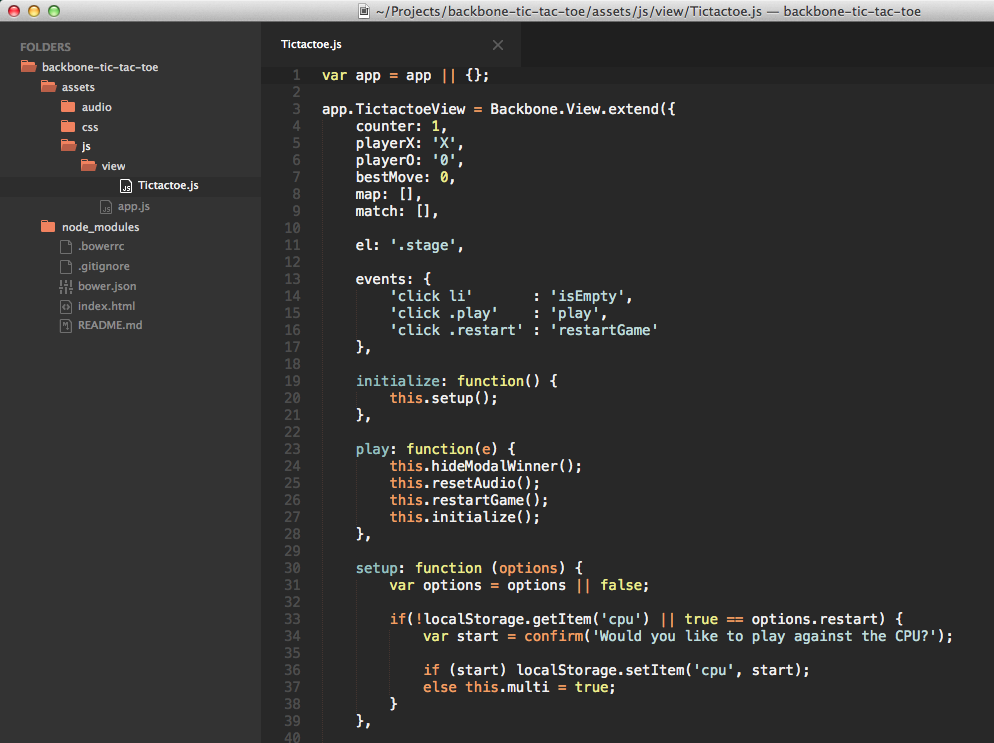 ~/Projects/backbone-tic-tac-toe/assets/js/view/Tictactoe.js — backbone-tic-tac-toe
FOLDERS
backbone-tic-tac-toe
assets
audio
css
js
view
Tictactoe.js
app.js
node_modules
.bowerrc
.gitignore
bower.json
index.html
README.md
Tictactoe.js
1 var app = app || {};
2
3 app.TictactoeView = Backbone.View.extend({
4     counter: 1,
5     playerX: 'X',
6     playerO: '0',
7     bestMove: 0,
8     map: [],
9     match: [],
10
11     el: '.stage',
12
13     events: {
14         'click li'       : 'isEmpty',
15         'click .play'    : 'play',
16         'click .restart' : 'restartGame'
17     },
18
19     initialize: function() {
20         this.setup();
21     },
22
23     play: function(e) {
24         this.hideModalWinner();
25         this.resetAudio();
26         this.restartGame();
27         this.initialize();
28     },
29
30     setup: function (options) {
31         var options = options || false;
32
33         if(!localStorage.getItem('cpu') || true == options.restart) {
34             var start = confirm('Would you like to play against the CPU?');
35
36             if (start) localStorage.setItem('cpu', start);
37             else this.multi = true;
38         }
39     },
40